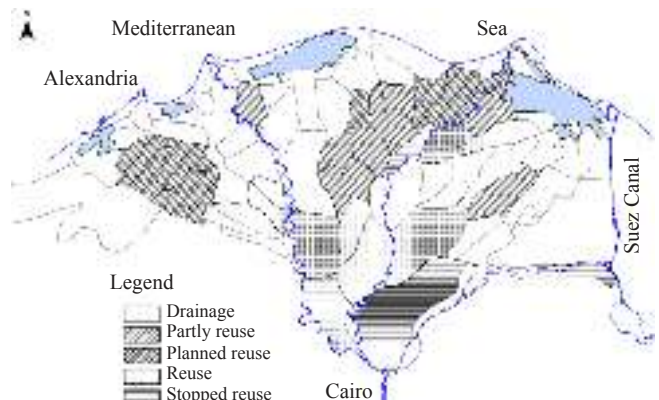 Mediterranean
Sea
Alexandria
Suez Canal
Legend
Drainage
Partly reuse
Planned reuse
Reuse
Stopped reuse
Cairo